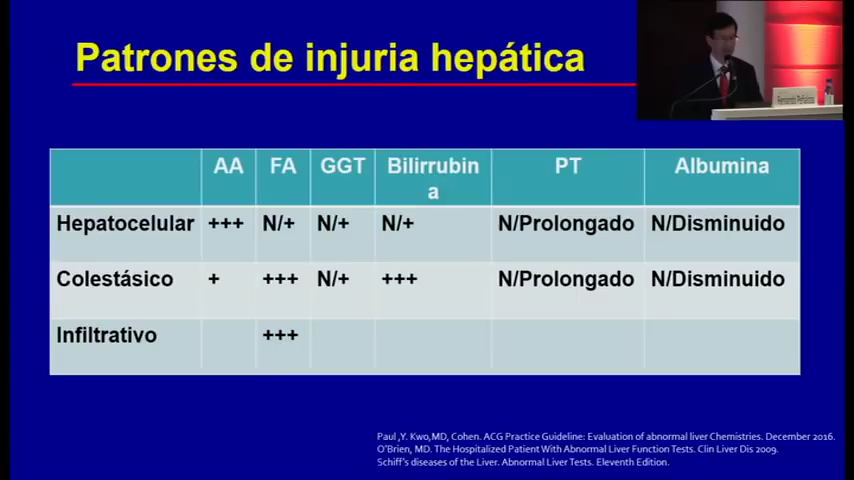 Patrones de injuria hepática
AA FA GGT Bilirrubin
a PT Albumina
Hepatocelular +++ N/+ N/+ N/+ N/Prolongado N/Disminuido
Colestásico + +++ N/+ +++ N/Prolongado N/Disminuido
Infiltrativo +++
Paul ,Y. Kwo,MD, Cohen. ACG Practice Guideline: Evaluation of abnormal liver Chemistries. December 2016.
O'Brien, MD. The Hospitalized Patient With Abnormal Liver Function Tests. Clin Liver Dis 2009.
Schiff's diseases of the Liver. Abnormal Liver Tests. Eleventh Edition.